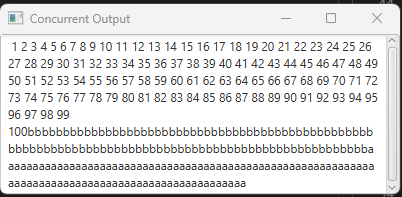 Concurrent Output
1 2 3 4 5 6 7 8 9 10 11 12 13 14 15 16 17 18 19 20 21 22 23 24 25 26
27 28 29 30 31 32 33 34 35 36 37 38 39 40 41 42 43 44 45 46 47 48 49
50 51 52 53 54 55 56 57 58 59 60 61 62 63 64 65 66 67 68 69 70 71 72
73 74 75 76 77 78 79 80 81 82 83 84 85 86 87 88 89 90 91 92 93 94 95
96 97 98 99
100bbbbbbbbbbbbbbbbbbbbbbbbbbbbbbbbbbbbbbbbbbbbbbbbb
bbbbbbbbbbbbbbbbbbbbbbbbbbbbbbbbbbbbbbbbbbbbbbbbbbba
aaaaaaaaaaaaaaaaaaaaaaaaaaaaaaaaaaaaaaaaaaaaaaaaaaaaaaaaaaaa
aaaaaaaaaaaaaaaaaaaaaaaaaaaaaaaaaaaaaaa